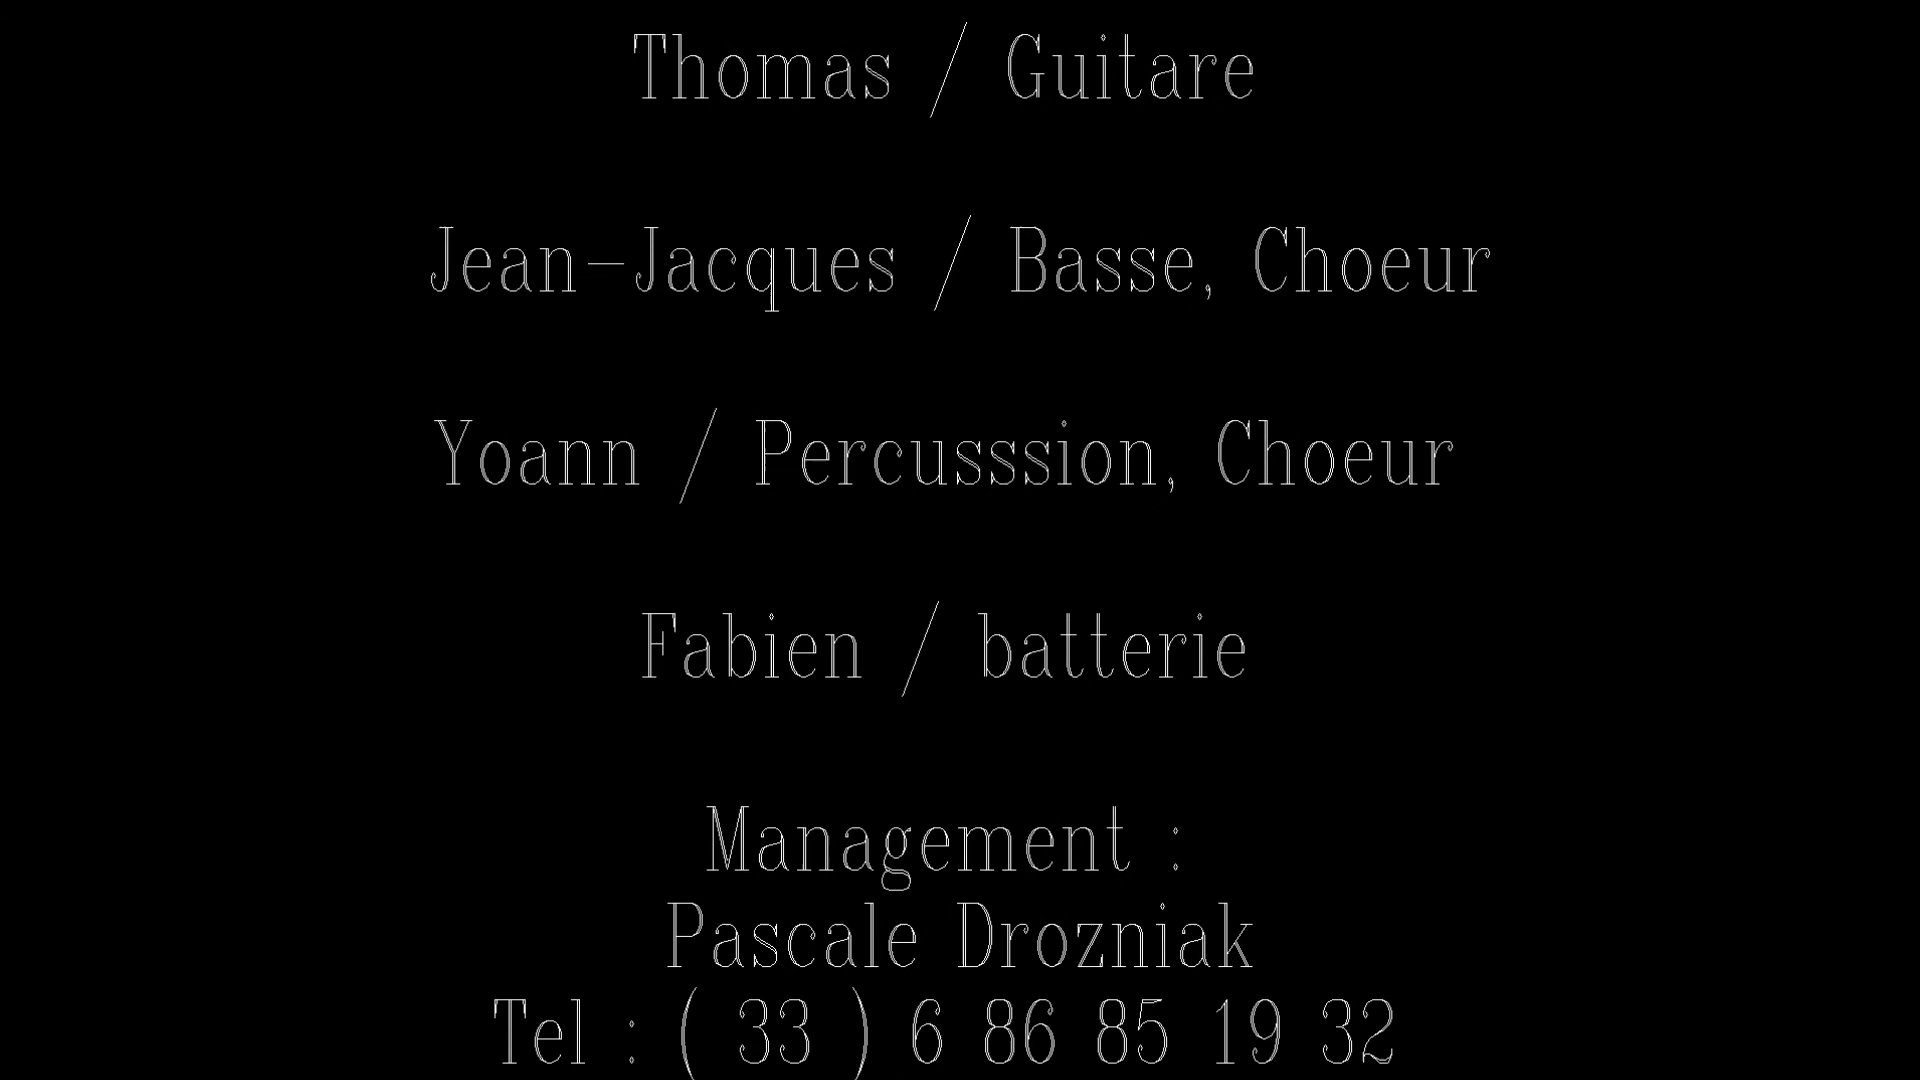 Thomas / Guitare
Jean-Jacques / Basse, Choeur
Yoann / Percusssion, Choeur
Fabien / batterie
Management :
Pascale Drozniak
Tel : ( 33 ) 6 86 85 19 32